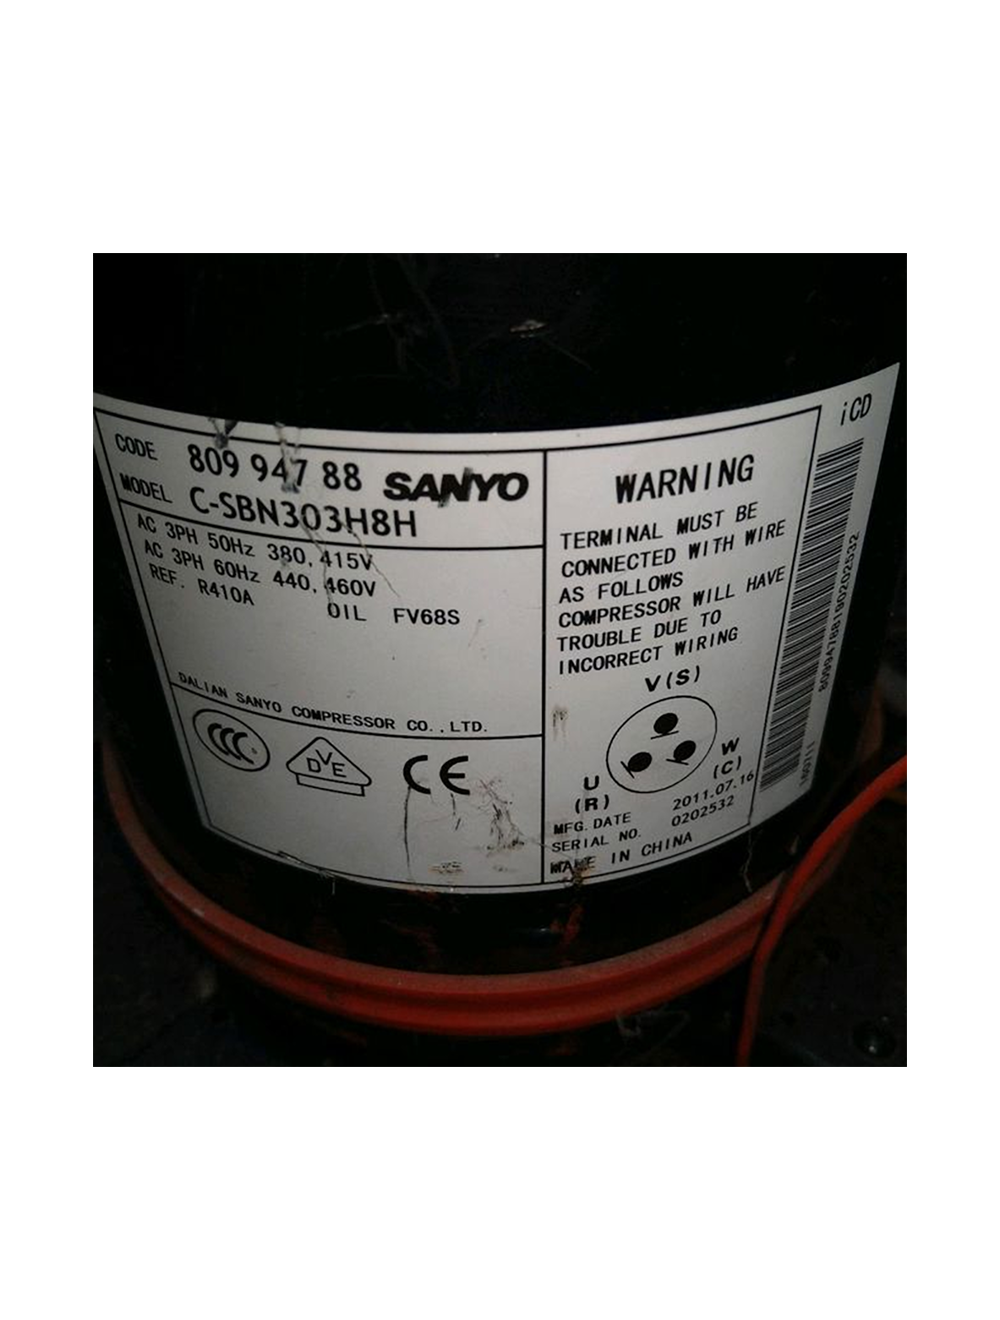 CODE 809 947 88 SANYO
MODEL C-SBN303H8H
AC 3PH 50Hz 380, 415V
AC 3PH 60Hz 440, 460V
REF. R410A OIL FV68S
DALIAN SANYO COMPRESSOR CO.,LTD.
CCC DVE CE
WARNING
TERMINAL MUST BE
CONNECTED WITH WIRE
AS FOLLOWS
COMPRESSOR WILL HAVE
TROUBLE DUE TO
INCORRECT WIRING
V(S)
U
(R)
W
(C)
MFG. DATE 2011.07.16
SERIAL NO. 0202532
MADE IN CHINA
iCD